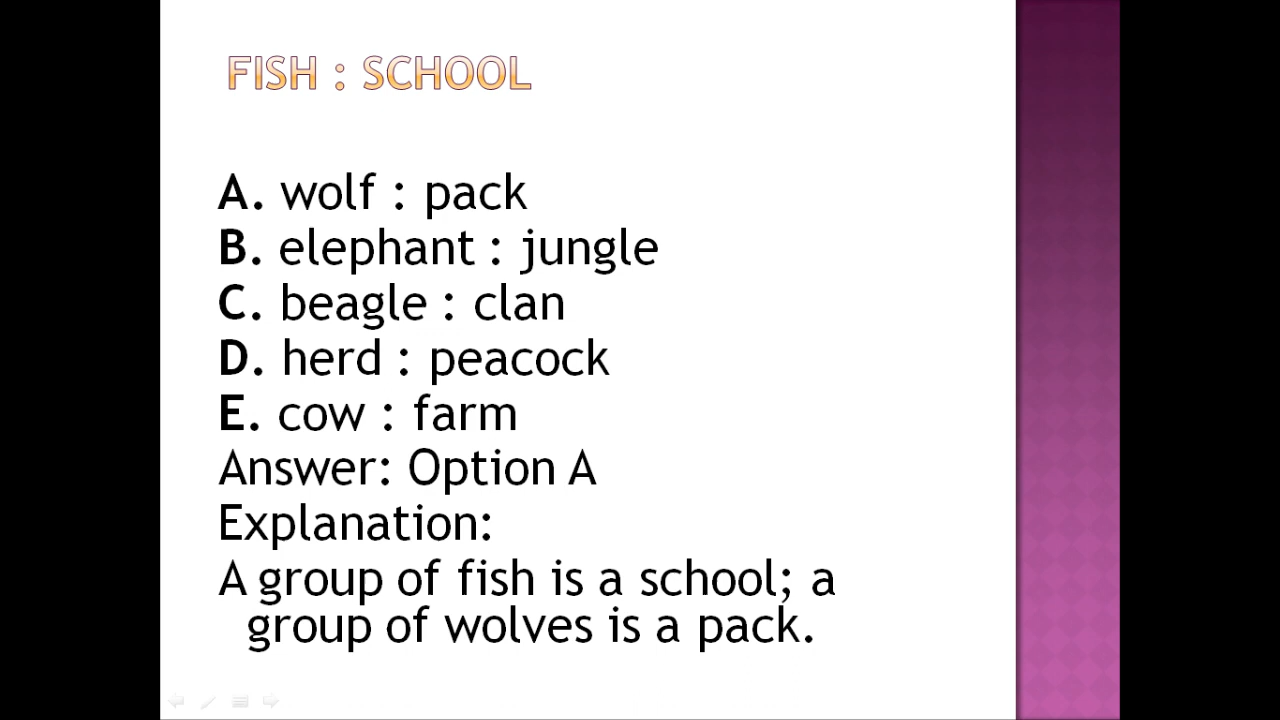 FISH : SCHOOL
A. wolf : pack
B. elephant : jungle
C. beagle : clan
D. herd : peacock
E. cow : farm
Answer: Option A
Explanation:
A group of fish is a school; a
group of wolves is a pack.